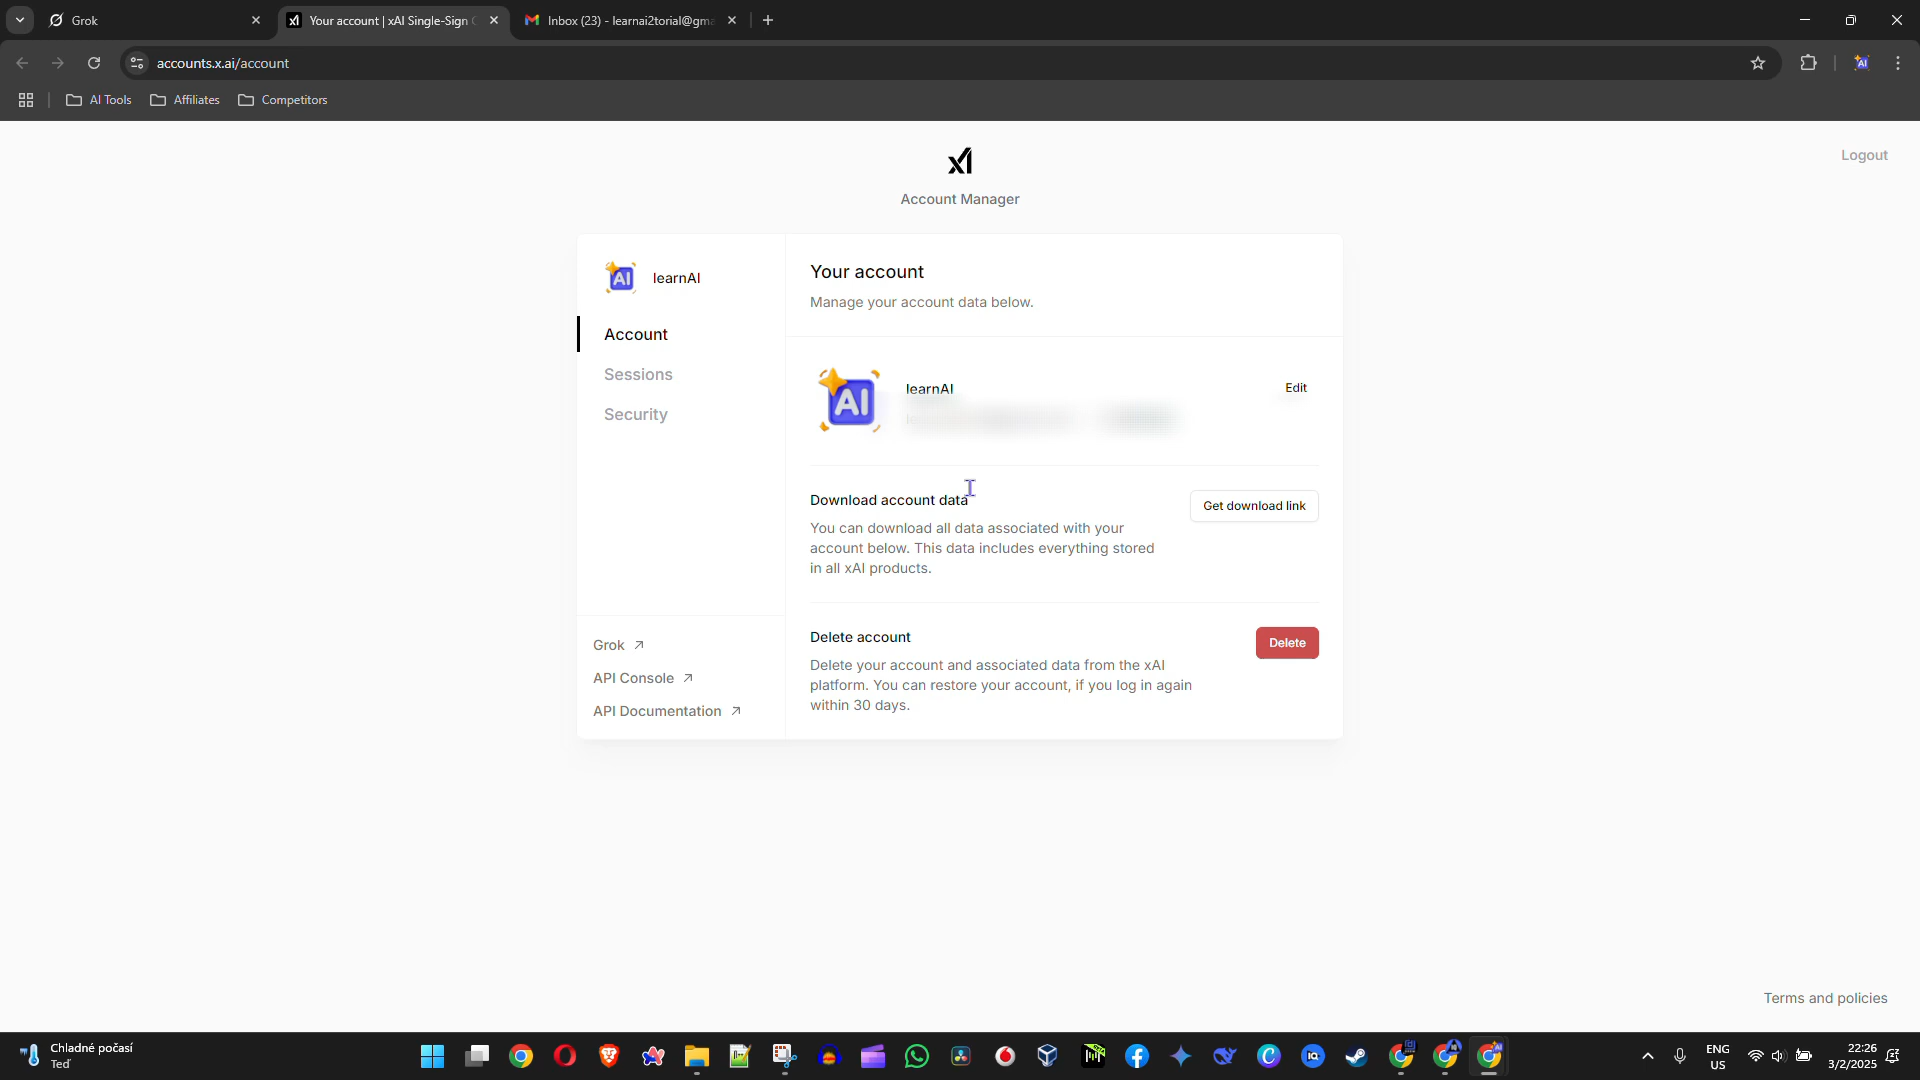 Grok
Your account | xAI Single-Sign
Inbox (23) - learnai2torial@gma
accounts.x.ai/account
AI Tools
Affiliates
Competitors
Logout
Account Manager
learnAI
Account
Sessions
Security
Grok
API Console
API Documentation
Your account
Manage your account data below.
AI
learnAI
Edit
Download account data
Get download link
You can download all data associated with your
account below. This data includes everything stored
in all xAI products.
Delete account
Delete
Delete your account and associated data from the xAI
platform. You can restore your account, if you log in again
within 30 days.
Terms and policies
Chladné počasí
Teď
ENG
US
22:26
3/2/2025